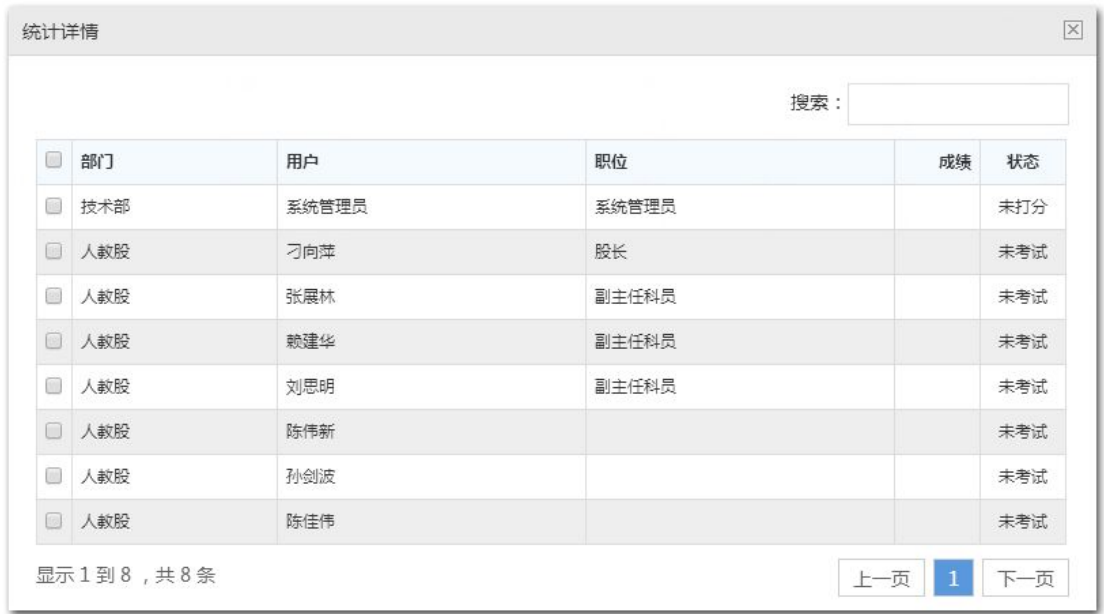 统计详情
搜索：
部门 用户 职位 成绩 状态
技术部 系统管理员 系统管理员 未打分
人教股 刁向萍 股长 未考试
人教股 张展林 副主任科员 未考试
人教股 赖建华 副主任科员 未考试
人教股 刘思明 副主任科员 未考试
人教股 陈伟新 未考试
人教股 孙剑波 未考试
人教股 陈佳伟 未考试
显示 1 到 8 ，共 8 条 上一页 1 下一页